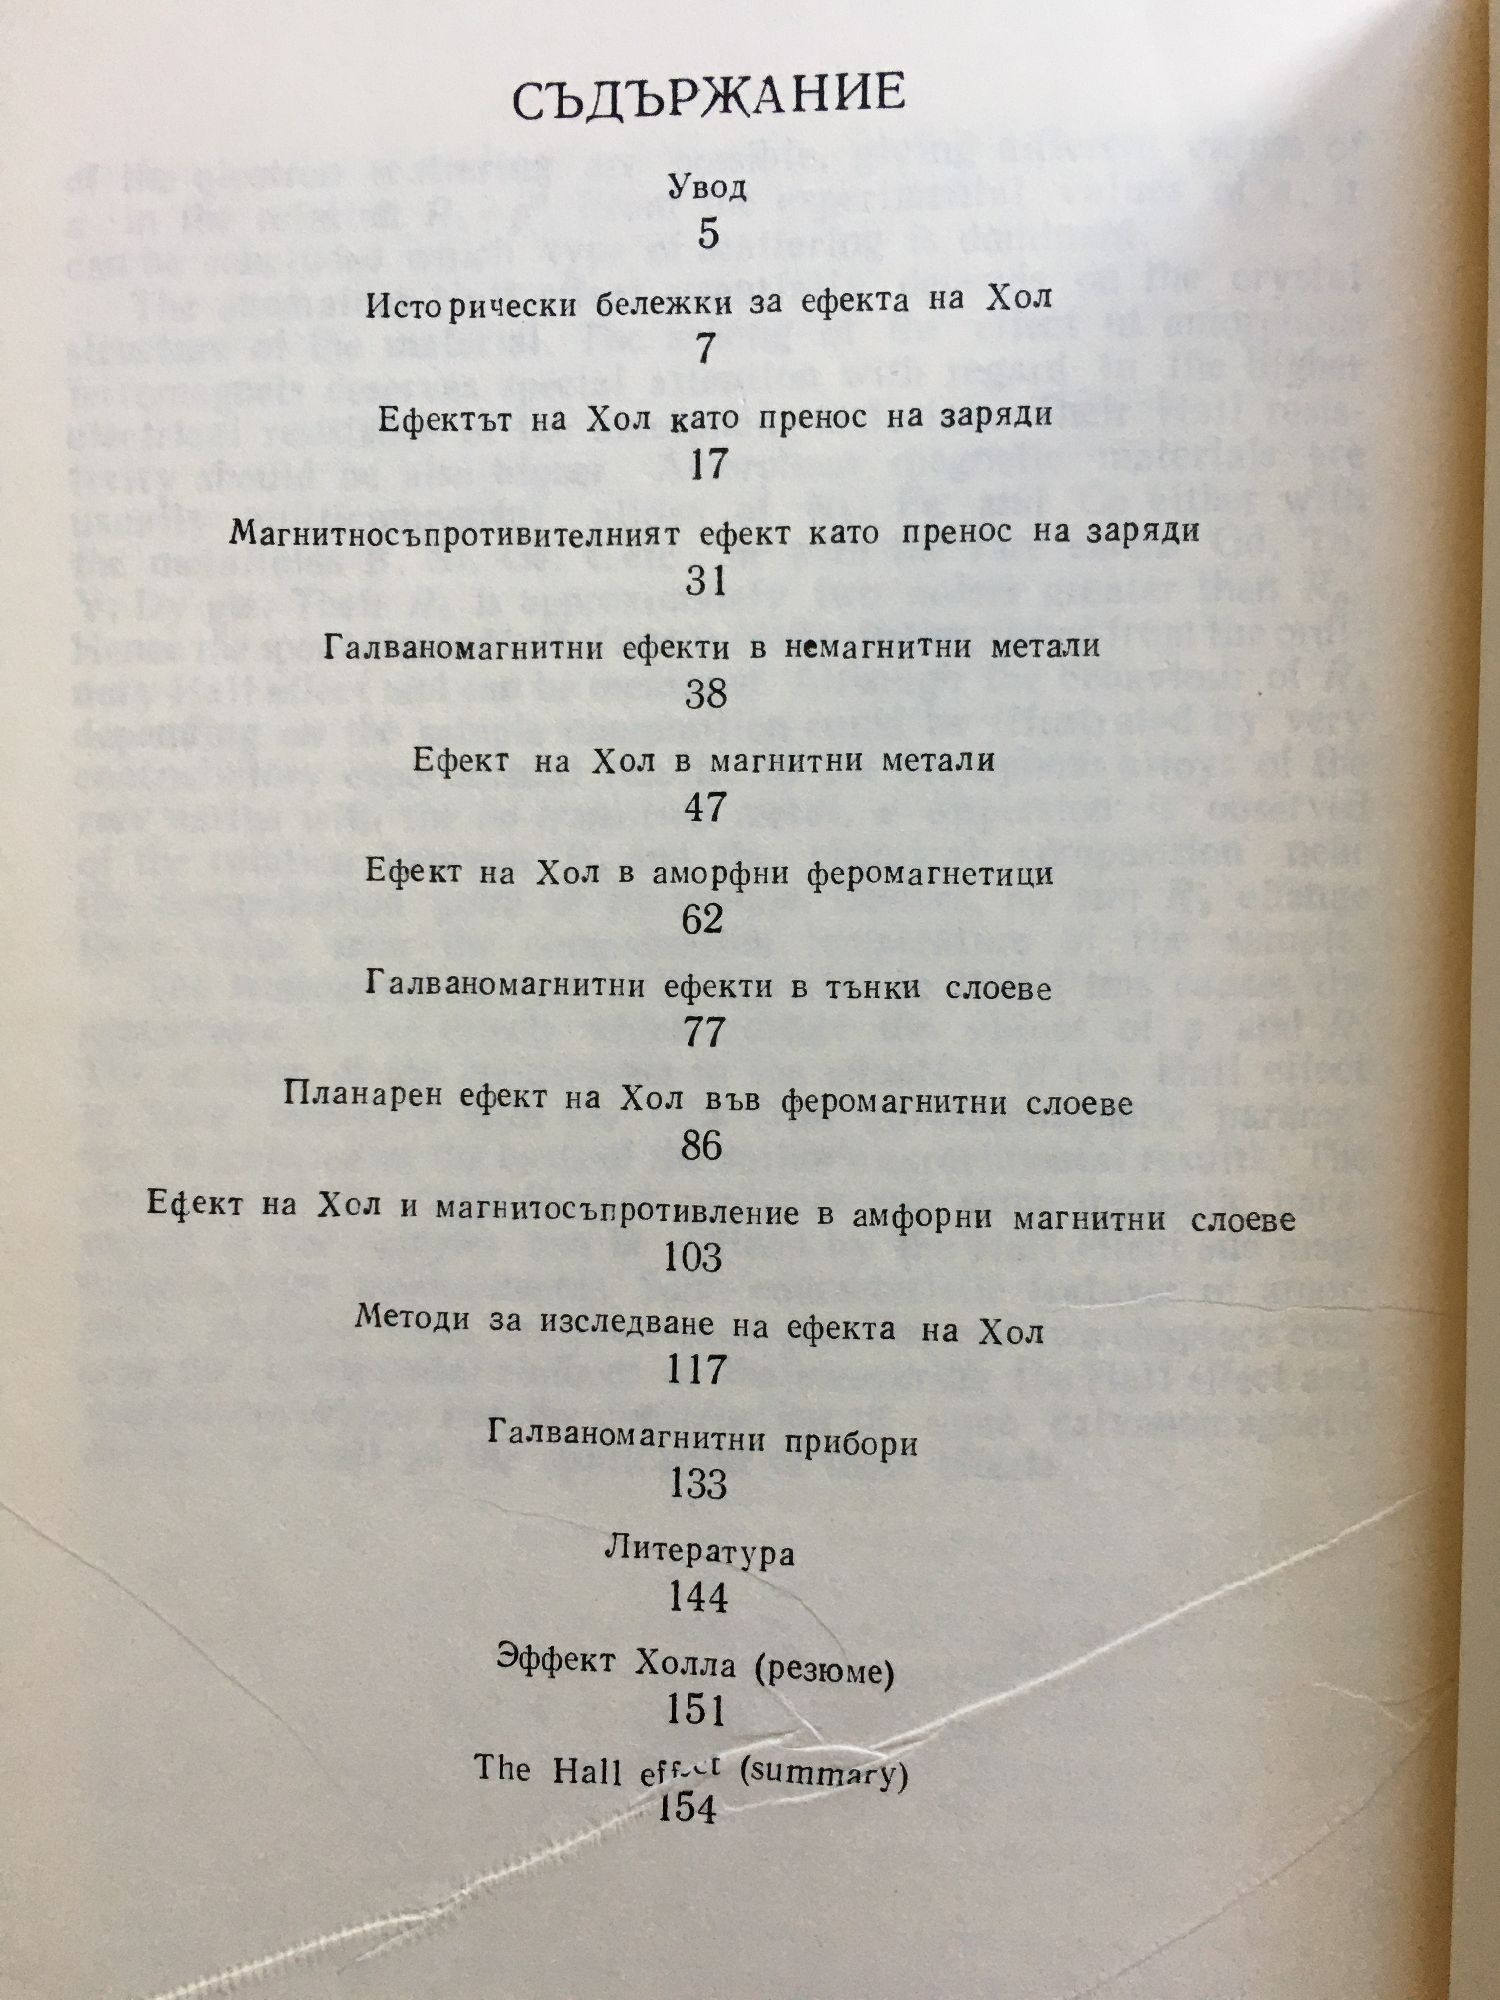 СЪДЪРЖАНИЕ
Увод
5
Исторически бележки за ефекта на Хол
7
Ефектът на Хол като пренос на заряди
17
Магнитносъпротивителният ефект като пренос на заряди
31
Галваномагнитни ефекти в немагнитни метали
38
Ефект на Хол в магнитни метали
47
Ефект на Хол в аморфни феромагнетици
62
Галваномагнитни ефекти в тънки слоеве
77
Планарен ефект на Хол във феромагнитни слоеве
86
Ефект на Хол и магнитосъпротивление в амфорни магнитни слоеве
103
Методи за изследване на ефекта на Хол
117
Галваномагнитни прибори
133
Литература
144
Эффект Холла (резюме)
151
The Hall effect (summary)
154